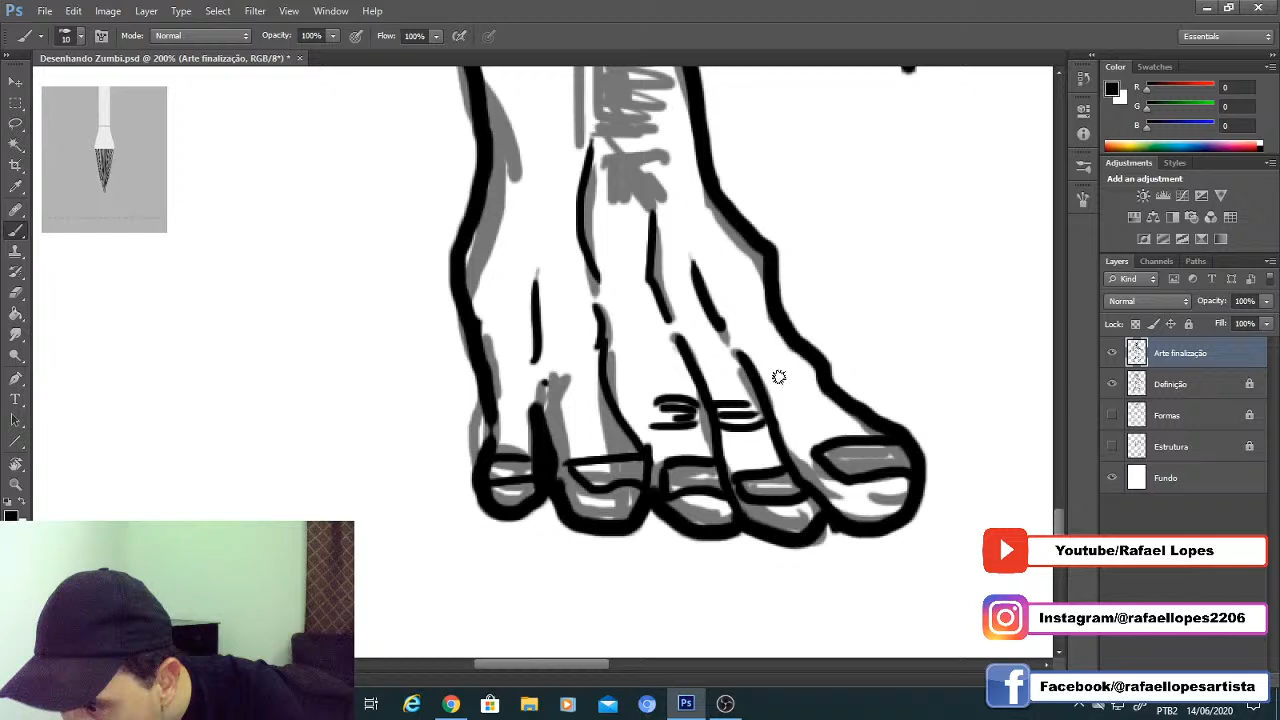 Ps File Edit Image Layer Type Select Filter View Window Help
10 Mode: Normal Opacity: 100% Flow: 100% Essentials
Desenhando Zumbi.psd @ 200% (Arte finalização, RGB/8*) * ×
Color Swatches
R 0
G 0
B 0
Adjustments Styles
Add an adjustment
Layers Channels Paths
Kind
Normal Opacity: 100%
Lock: Fill: 100%
Arte finalização
Definição
Formas
Estrutura
Fundo
Youtube/Rafael Lopes
Instagram/@rafaellopes2206
Facebook/@rafaellopesartista
PTB2 14/06/2020